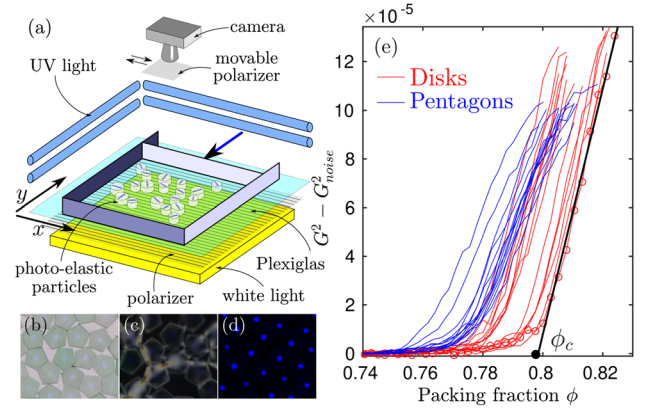 (a)
camera
movable
polarizer
UV light
y
x
photo-elastic
particles
Plexiglas
polarizer
white light
(b)
(c)
(d)
× 10⁻⁵
(e)
Disks
Pentagons
G² − G²noise
12
10
8
6
4
2
0
ϕc
0.74
0.76
0.78
0.8
0.82
Packing fraction ϕ